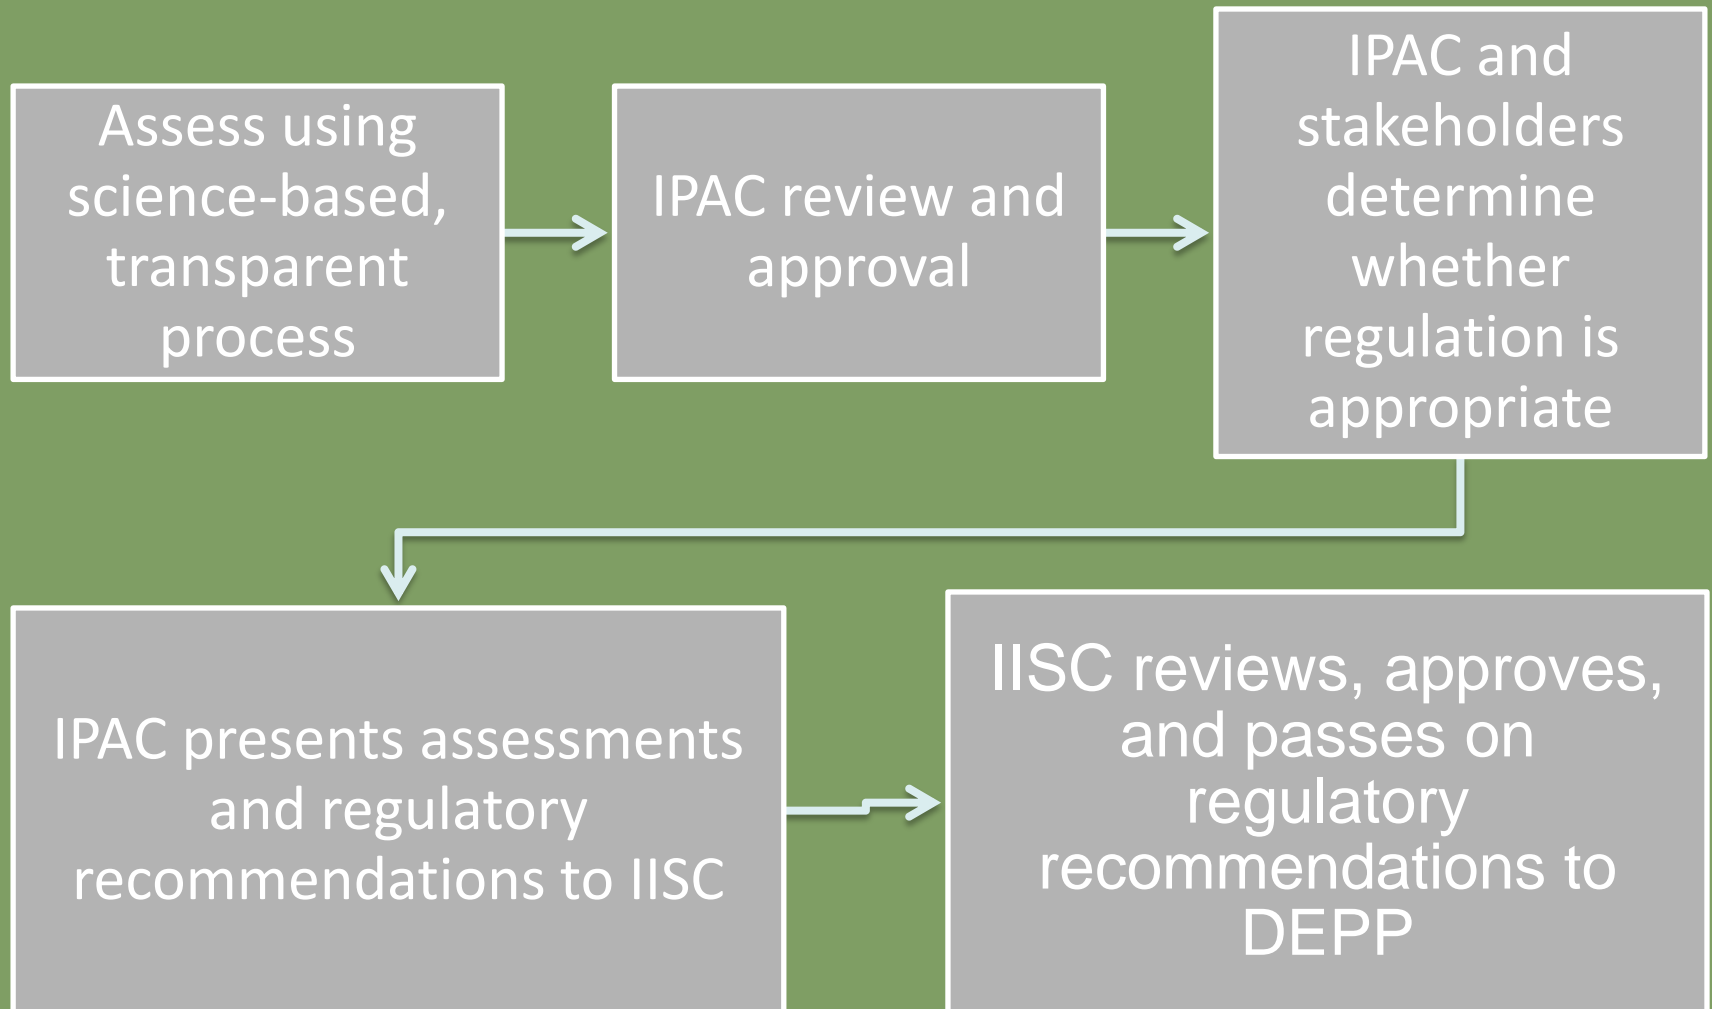 Assess using
science-based,
transparent
process
IPAC review and
approval
IPAC and
stakeholders
determine
whether
regulation is
appropriate
IPAC presents assessments
and regulatory
recommendations to IISC
IISC reviews, approves,
and passes on
regulatory
recommendations to
DEPP